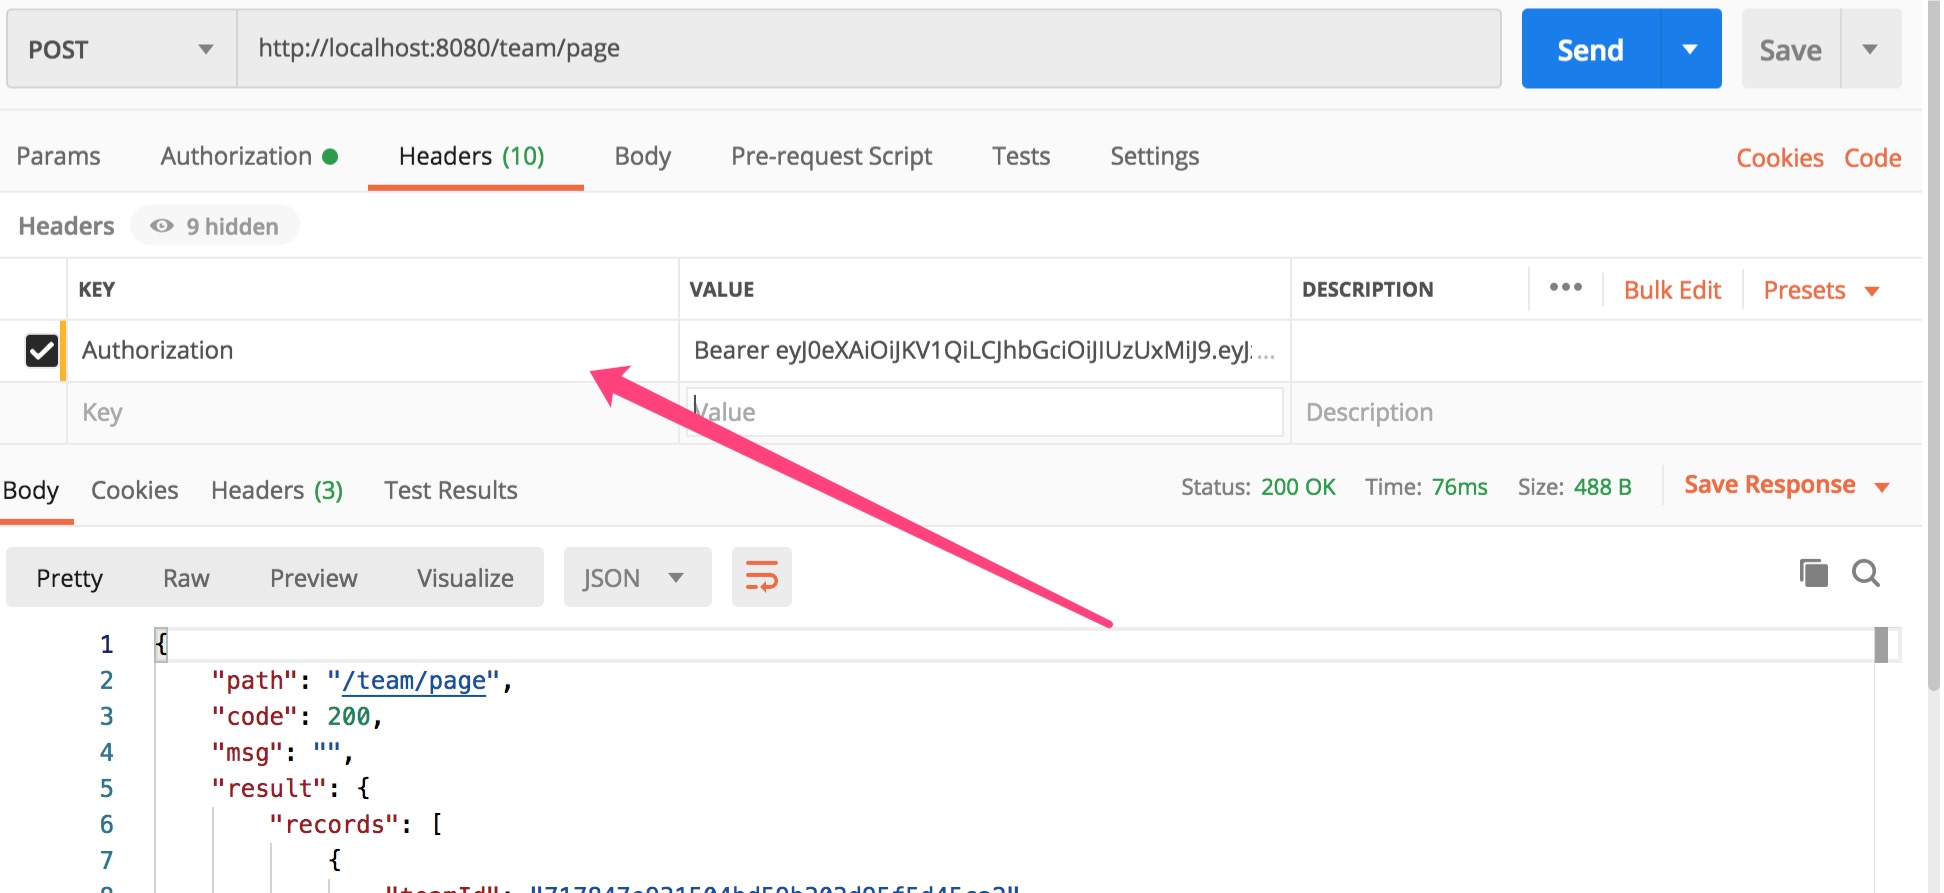 POST http://localhost:8080/team/page Send Save
Params Authorization Headers (10) Body Pre-request Script Tests Settings Cookies Code
Headers 9 hidden
KEY VALUE DESCRIPTION ••• Bulk Edit Presets
Authorization Bearer eyJ0eXAiOiJKV1QiLCJhbGciOiJIUzUxMiJ9.eyJ...
Key Value Description
Body Cookies Headers (3) Test Results Status: 200 OK Time: 76ms Size: 488 B Save Response
Pretty Raw Preview Visualize JSON
1 {
2 "path": "/team/page",
3 "code": 200,
4 "msg": "",
5 "result": {
6 "records": [
7 {